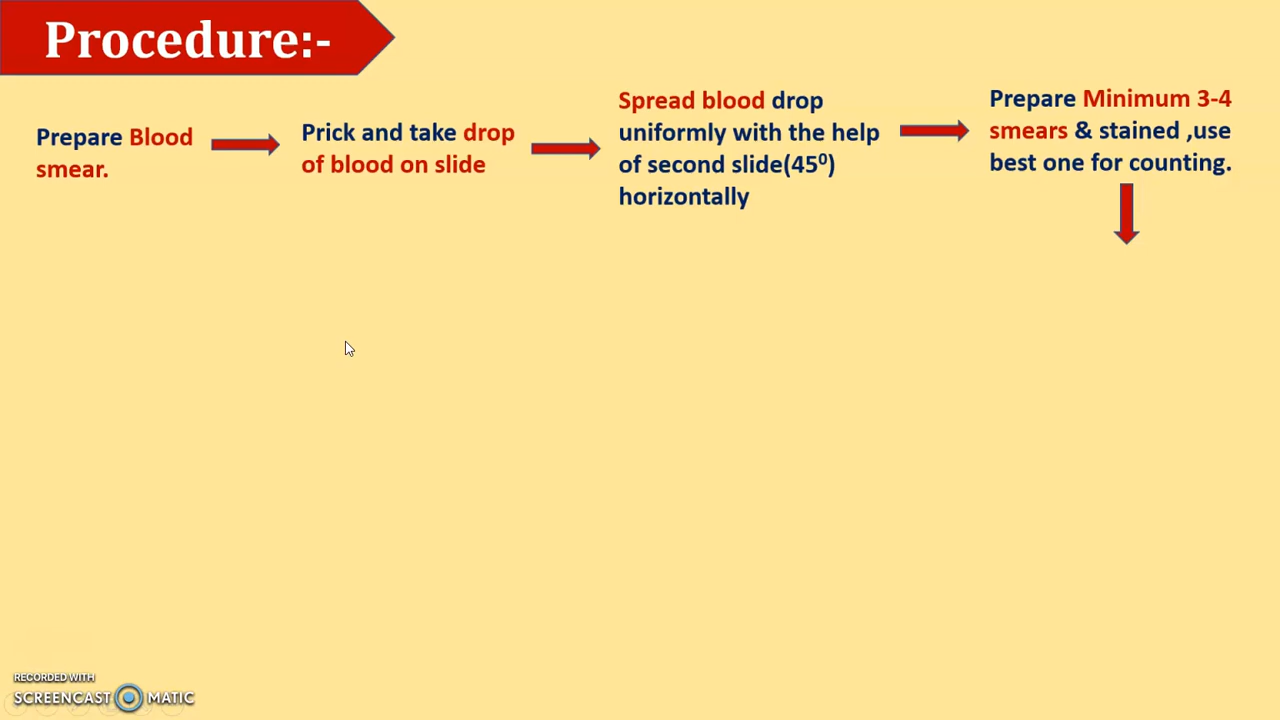 Procedure:-
Prepare Blood
smear.
Prick and take drop
of blood on slide
Spread blood drop
uniformly with the help
of second slide(45⁰)
horizontally
Prepare Minimum 3-4
smears & stained ,use
best one for counting.
RECORDED WITH
SCREENCAST MATIC